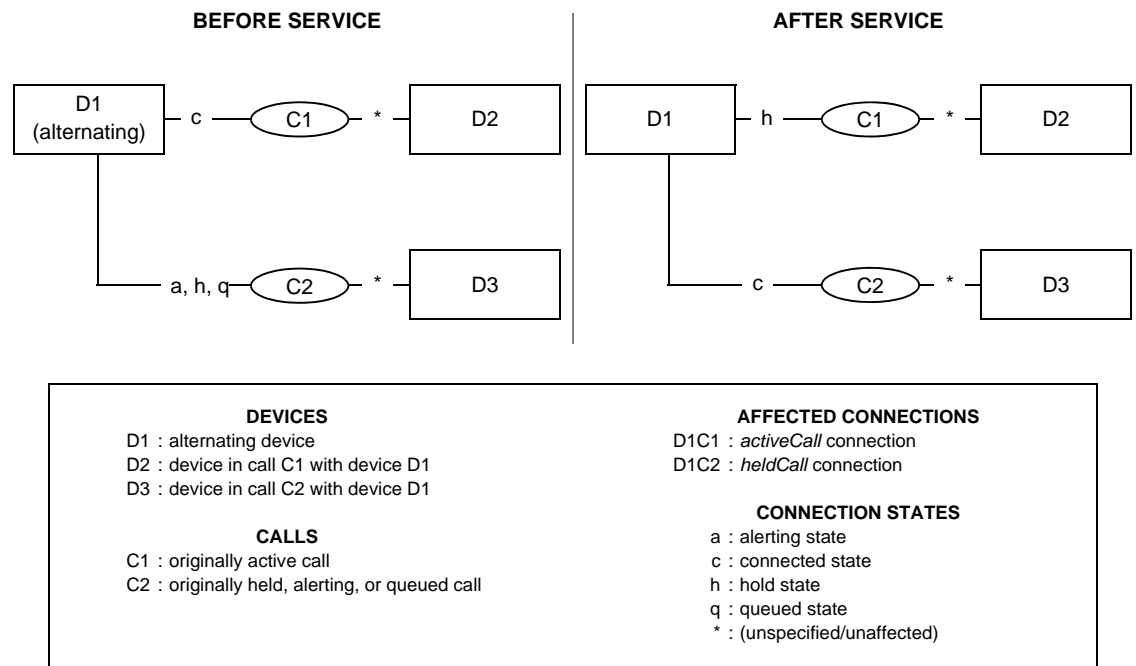 BEFORE SERVICE
AFTER SERVICE
D1
(alternating)
c
C1
*
D2
a, h, q
C2
*
D3
D1
h
C1
*
D2
c
C2
*
D3
DEVICES
D1 : alternating device
D2 : device in call C1 with device D1
D3 : device in call C2 with device D1
CALLS
C1 : originally active call
C2 : originally held, alerting, or queued call
AFFECTED CONNECTIONS
D1C1 : activeCall connection
D1C2 : heldCall connection
CONNECTION STATES
a : alerting state
c : connected state
h : hold state
q : queued state
* : (unspecified/unaffected)